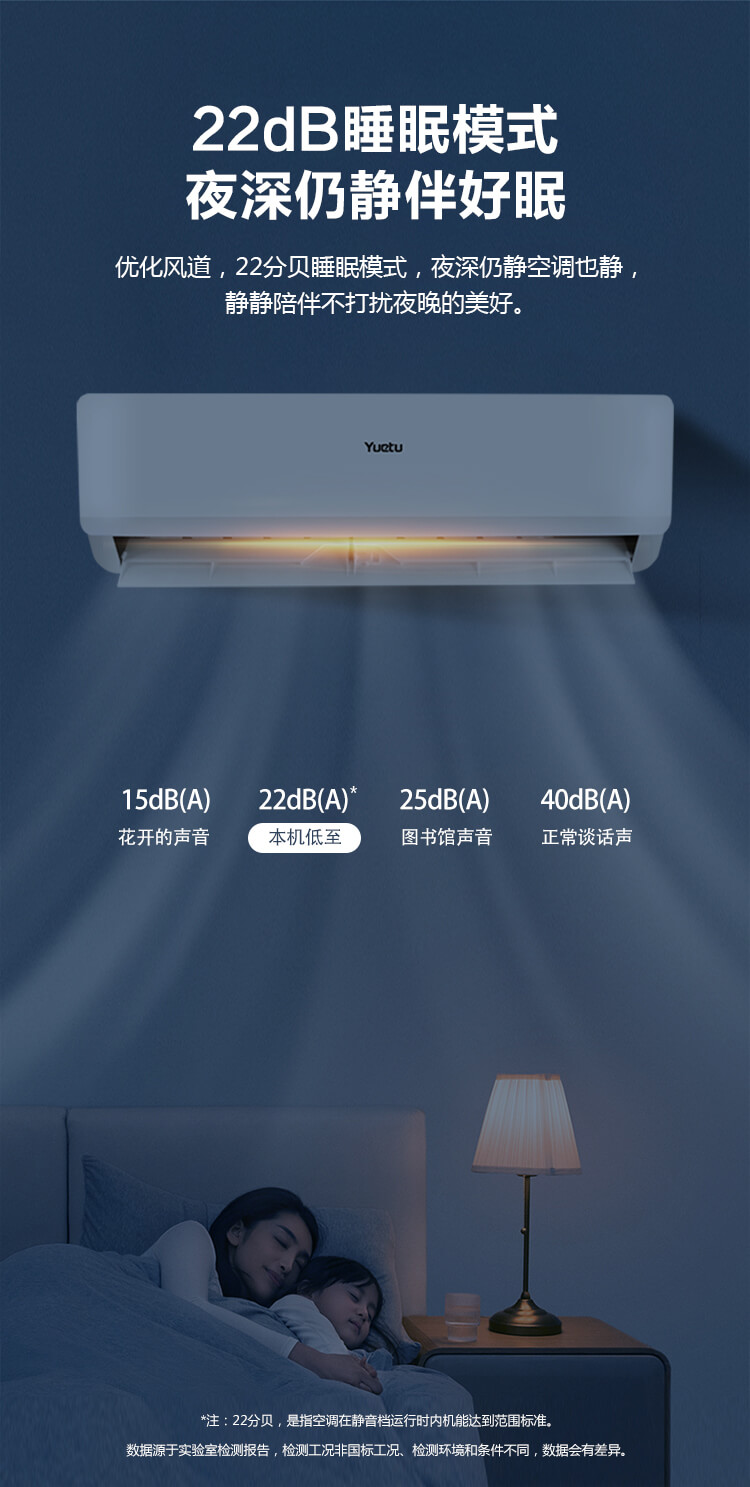 22dB睡眠模式
夜深仍静伴好眠
优化风道，22分贝睡眠模式，夜深仍静空调也静，
静静陪伴不打扰夜晚的美好。
Yuetu
15dB(A) 22dB(A)* 25dB(A) 40dB(A)
花开的声音 本机低至 图书馆声音 正常谈话声
*注：22分贝，是指空调在静音档运行时内机能达到范围标准。
数据源于实验室检测报告，检测工况非国标工况、检测环境和条件不同，数据会有差异。